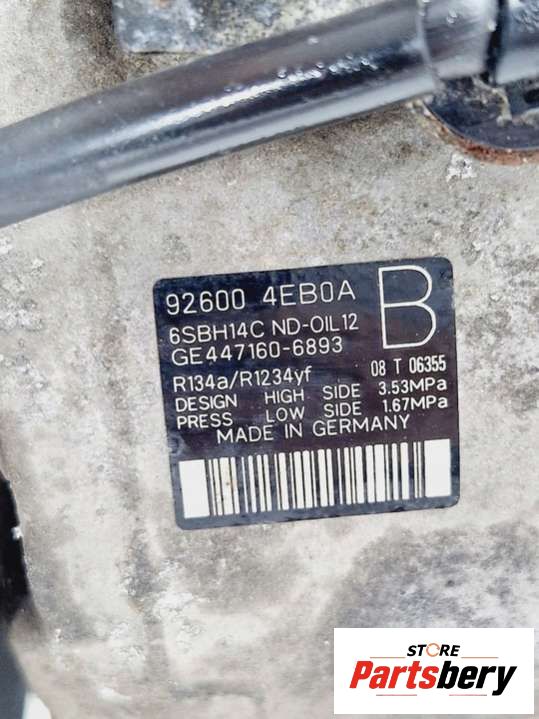 92600 4EB0A B
6SBH14C ND-OIL12
GE447160-6893
R134a/R1234yf 08 T 06355
DESIGN HIGH SIDE 3.53MPa
PRESS LOW SIDE 1.67MPa
MADE IN GERMANY
STORE
Partsbery